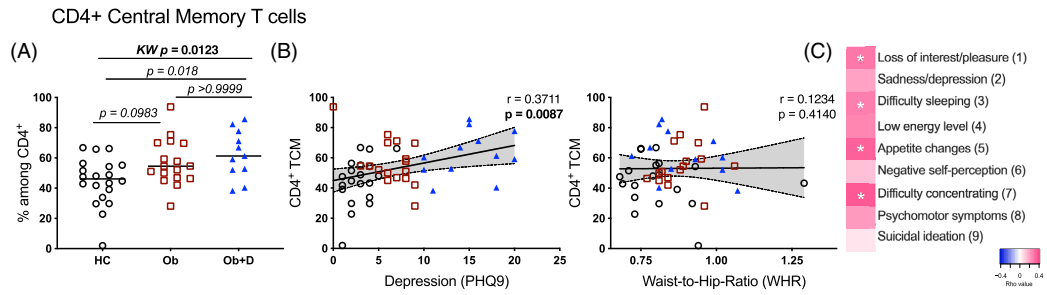 CD4+ Central Memory T cells
(A)
KW p = 0.0123
p = 0.018
p >0.9999
p = 0.0983
% among CD4+
100
80
60
40
20
0
HC Ob Ob+D
(B)
r = 0.3711
p = 0.0087
CD4+ TCM
100
80
60
40
20
0
0 5 10 15 20 25
Depression (PHQ9)
r = 0.1234
p = 0.4140
CD4+ TCM
100
80
60
40
20
0
0.75 1.00 1.25
Waist-to-Hip-Ratio (WHR)
(C)
* Loss of interest/pleasure (1)
Sadness/depression (2)
* Difficulty sleeping (3)
Low energy level (4)
* Appetite changes (5)
Negative self-perception (6)
* Difficulty concentrating (7)
Psychomotor symptoms (8)
Suicidal ideation (9)
−0.4 0 0.4
Rho value